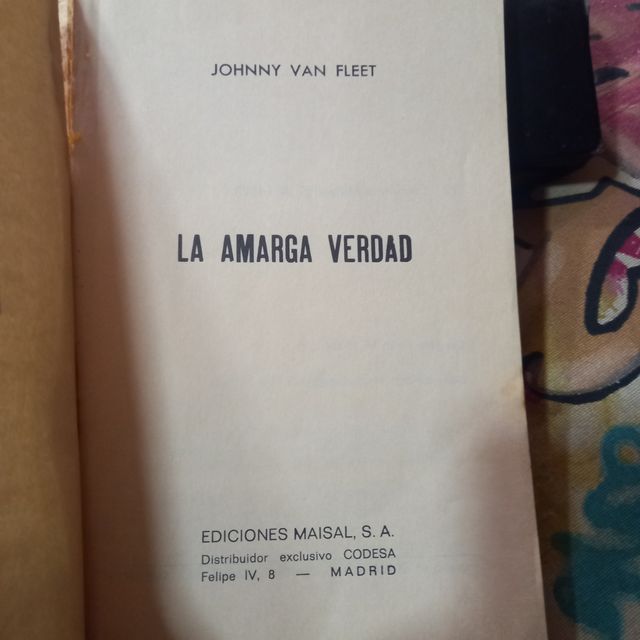 JOHNNY VAN FLEET
LA AMARGA VERDAD
EDICIONES MAISAL, S. A.
Distribuidor exclusivo CODESA
Felipe IV, 8 — MADRID